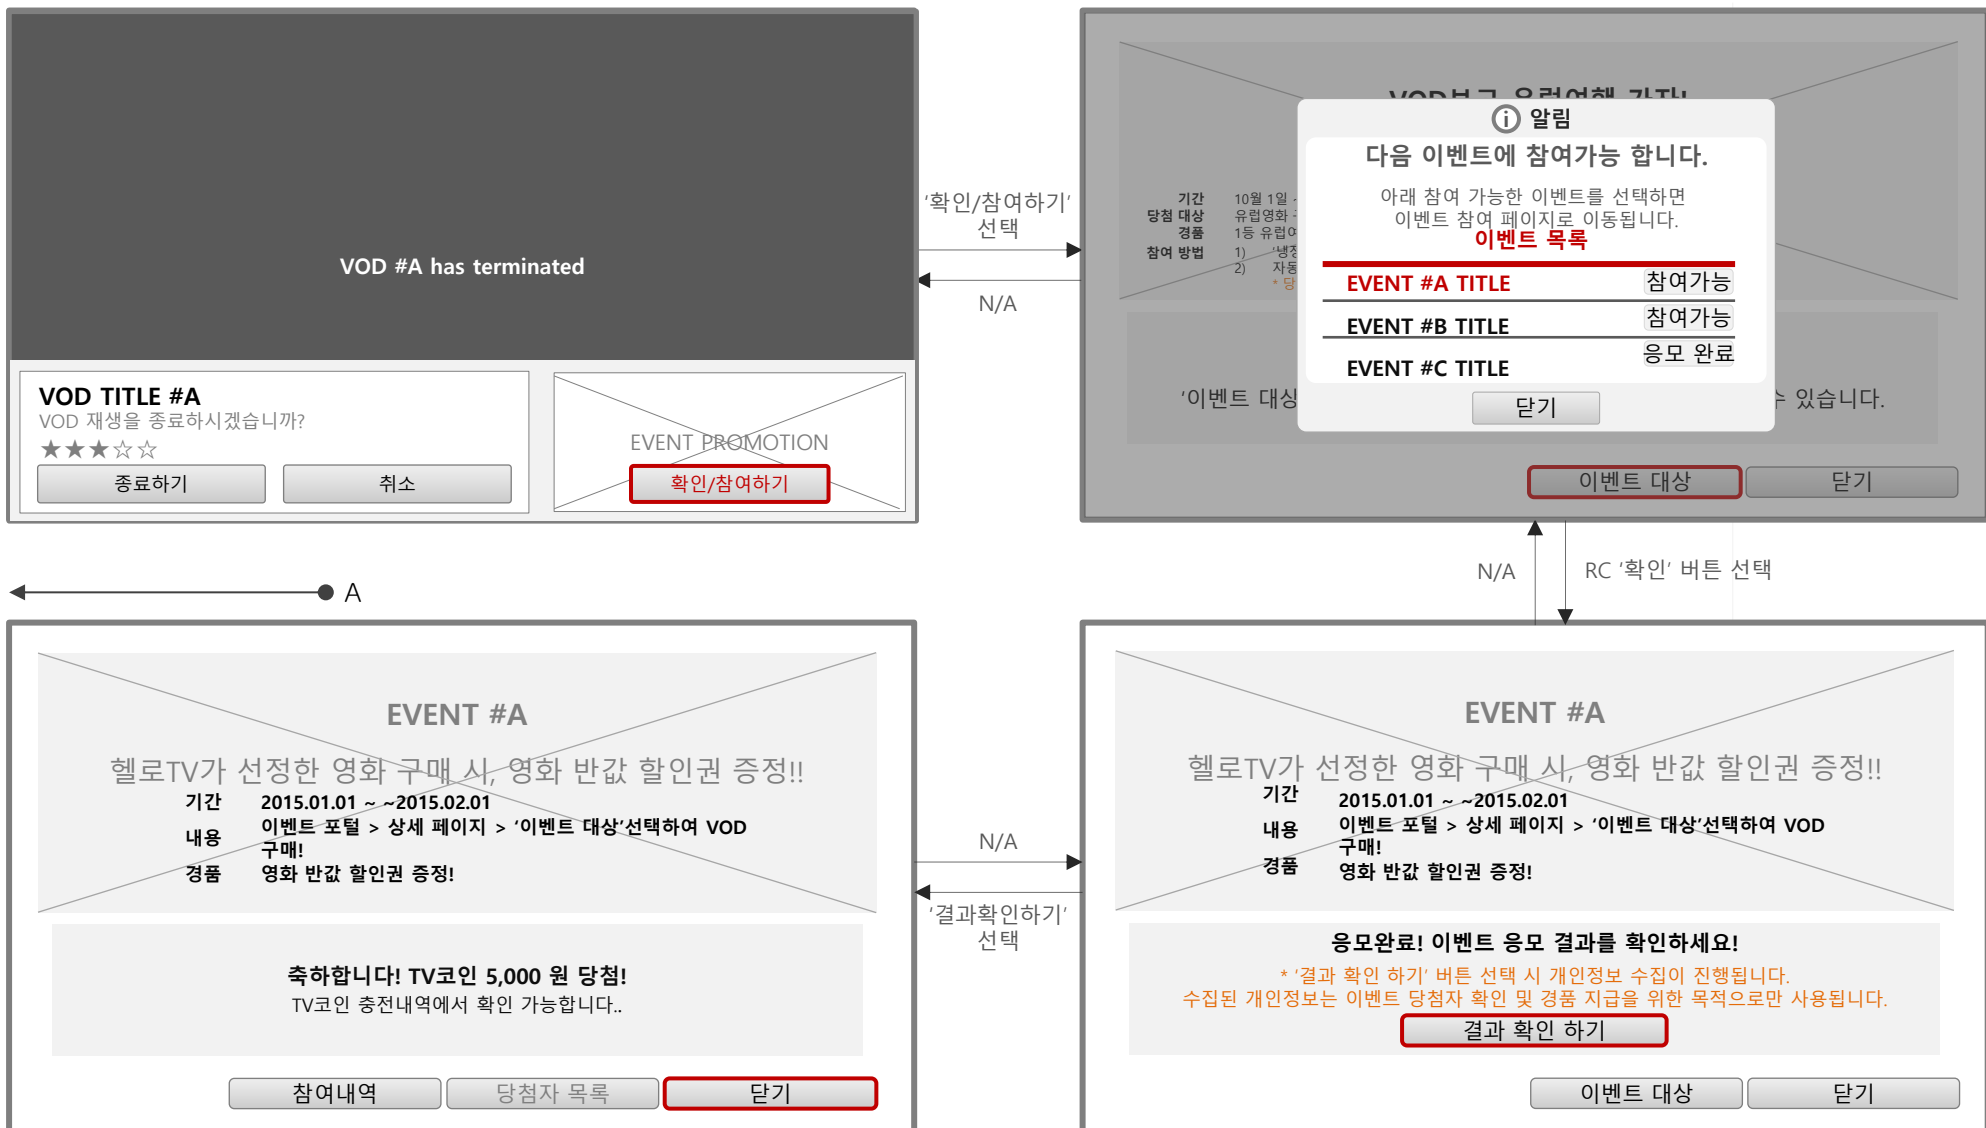 VOD #A has terminated
VOD TITLE #A
VOD 재생을 종료하시겠습니까?
★★★☆☆
종료하기
취소
EVENT PROMOTION
확인/참여하기
'확인/참여하기'
선택
N/A
기간 10월 1일
당첨 대상 유럽영화
경품 1등
참여 방법 1)
2) 자동
* 당
'이벤트 대상
있습니다.
알림
다음 이벤트에 참여가능 합니다.
아래 참여 가능한 이벤트를 선택하면
이벤트 참여 페이지로 이동됩니다.
이벤트 목록
EVENT #A TITLE 참여가능
EVENT #B TITLE 참여가능
EVENT #C TITLE 응모 완료
닫기
이벤트 대상
닫기
N/A
RC '확인' 버튼 선택
A
EVENT #A
헬로TV가 선정한 영화 구매 시, 영화 반값 할인권 증정!!
기간 2015.01.01 ~ ~2015.02.01
내용 이벤트 포털 > 상세 페이지 > '이벤트 대상'선택하여 VOD
구매!
경품 영화 반값 할인권 증정!
축하합니다! TV코인 5,000 원 당첨!
TV코인 충전내역에서 확인 가능합니다..
참여내역
당첨자 목록
닫기
N/A
'결과확인하기'
선택
EVENT #A
헬로TV가 선정한 영화 구매 시, 영화 반값 할인권 증정!!
기간 2015.01.01 ~ ~2015.02.01
내용 이벤트 포털 > 상세 페이지 > '이벤트 대상'선택하여 VOD
구매!
경품 영화 반값 할인권 증정!
응모완료! 이벤트 응모 결과를 확인하세요!
* '결과 확인 하기' 버튼 선택 시 개인정보 수집이 진행됩니다.
수집된 개인정보는 이벤트 당첨자 확인 및 경품 지급을 위한 목적으로만 사용됩니다.
결과 확인 하기
이벤트 대상
닫기